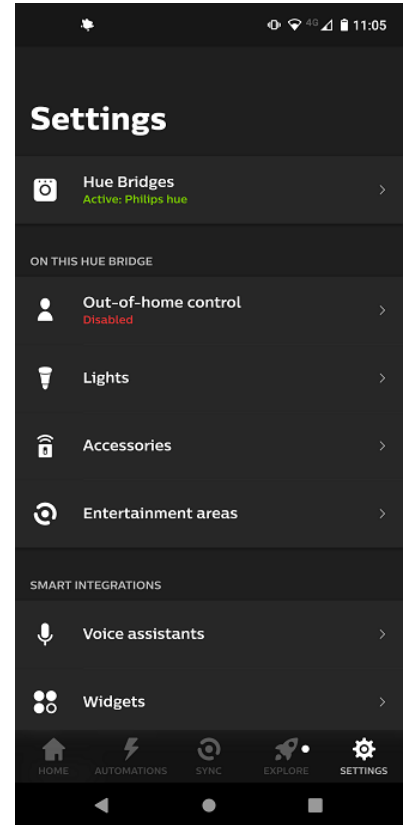 4G 11:05
Settings
Hue Bridges
Active: Philips hue
ON THIS HUE BRIDGE
Out-of-home control
Disabled
Lights
Accessories
Entertainment areas
SMART INTEGRATIONS
Voice assistants
Widgets
HOME AUTOMATIONS SYNC EXPLORE SETTINGS